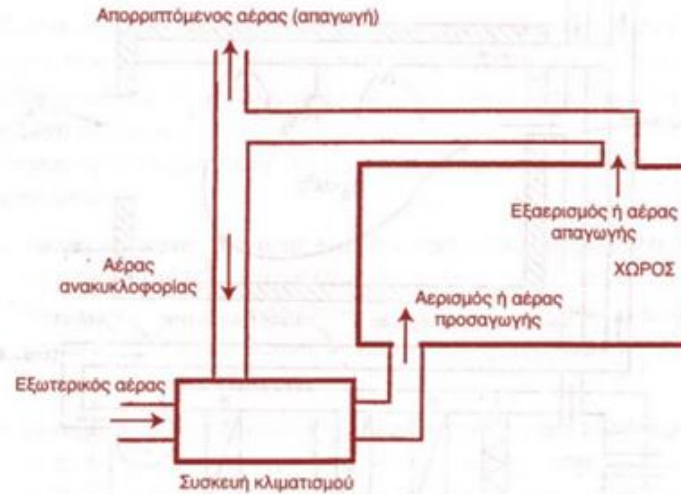 Απορριπτόμενος αέρας (απαγωγή)
Εξαερισμός ή αέρας
απαγωγής
ΧΩΡΟΣ
Αέρας
ανακυκλοφορίας
Αερισμός ή αέρας
προσαγωγής
Εξωτερικός αέρας
Συσκευή κλιματισμού